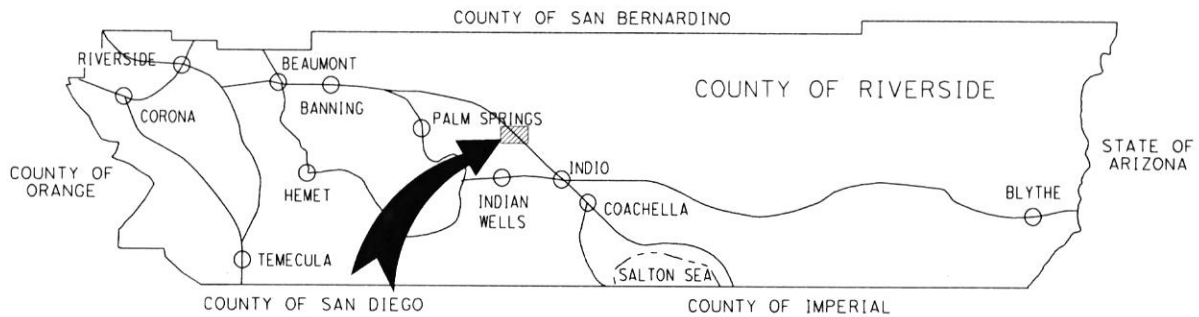 COUNTY OF SAN BERNARDINO
RIVERSIDE
BEAUMONT
COUNTY OF RIVERSIDE
CORONA
BANNING
PALM SPRINGS
STATE OF
ARIZONA
COUNTY OF
ORANGE
HEMET
INDIO
INDIAN
WELLS
COACHELLA
BLYTHE
TEMECULA
SALTON SEA
COUNTY OF SAN DIEGO
COUNTY OF IMPERIAL